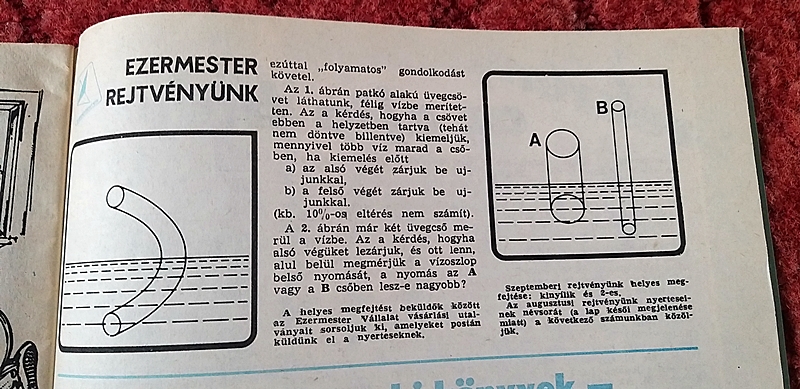 EZERMESTER
REJTVÉNYÜNK
ezúttal „folyamatos” gondolkodást
követel.
Az 1. ábrán patkó alakú üvegcsö-
vet láthatunk, félig vízbe merítet-
ten. Az a kérdés, hogyha a csövet
ebben a helyzetben tartva (tehát
nem döntve billentve) kiemeljük,
mennyivel több víz marad a cső-
ben, ha kiemelés előtt
a) az alsó végét zárjuk be uj-
junkkal,
b) a felső végét zárjuk be uj-
junkkal.
(kb. 10%-os eltérés nem számít).
A 2. ábrán már két üvegcső me-
rül a vízbe. Az a kérdés, hogyha
alsó végüket lezárjuk, és ott lenn,
alul belül megmérjük a vízoszlop
belső nyomását, a nyomás az A
vagy a B csőben lesz-e nagyobb?
A helyes megfejtést beküldők között
az Ezermester Vállalat vásárlási utal-
ványait sorsoljuk ki, amelyeket postán
küldünk el a nyerteseknek.
A
B
Szeptemberi rejtvényünk helyes meg-
fejtése: kinyílik és 2-es.
Az augusztusi rejtvényünk nyertesei-
nek névsorát (a lap késői megjelenése
miatt) a következő számunkban közöl-
jük.